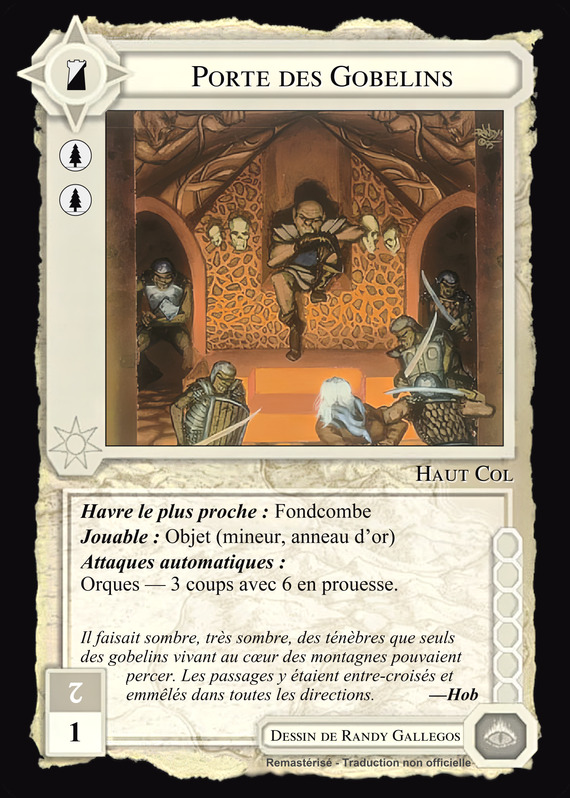 Porte des Gobelins
Haut Col
Havre le plus proche : Fondcombe
Jouable : Objet (mineur, anneau d’or)
Attaques automatiques :
Orques — 3 coups avec 6 en prouesse.
Il faisait sombre, très sombre, des ténèbres que seuls
des gobelins vivant au cœur des montagnes pouvaient
percer. Les passages y étaient entre-croisés et
emmêlés dans toutes les directions. —Hob
1
Dessin de Randy Gallegos
Remastérisé - Traduction non officielle